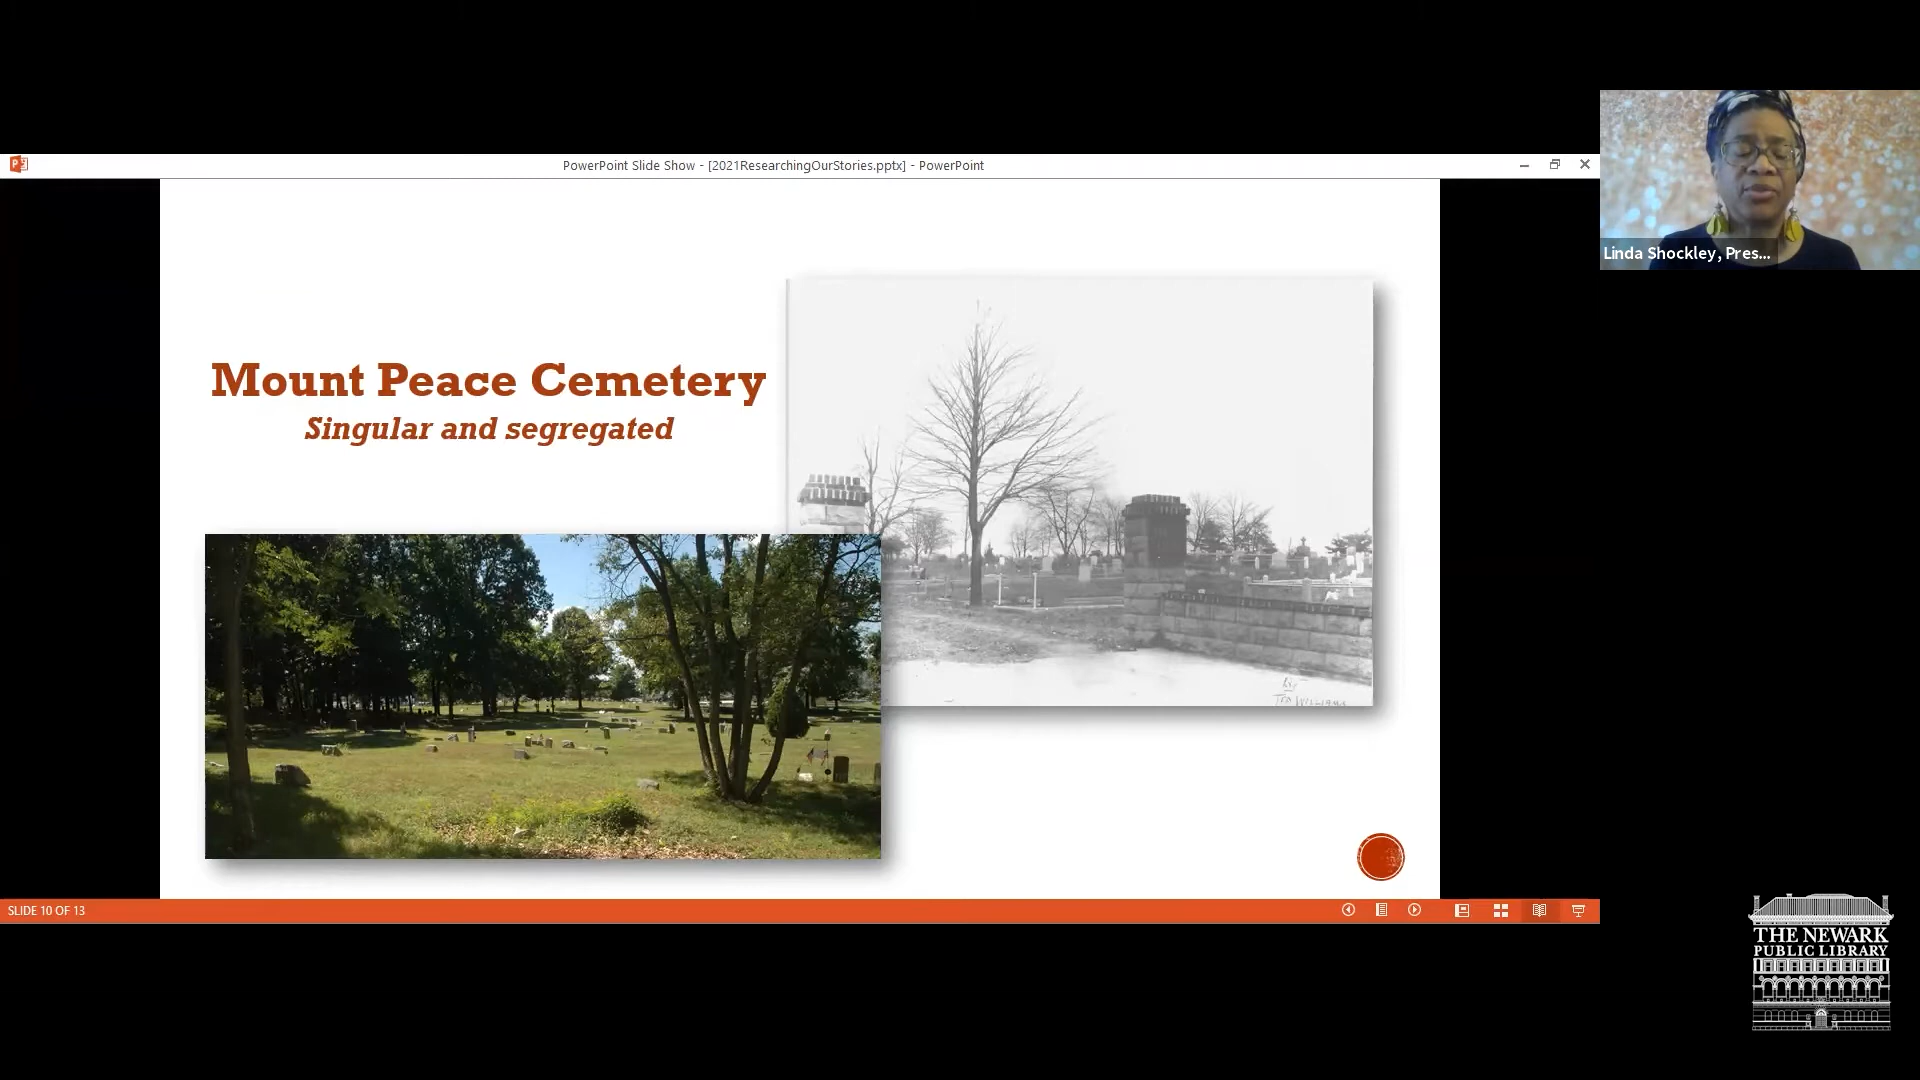 PowerPoint Slide Show - [2021ResearchingOurStories.pptx] - PowerPoint
Linda Shockley, Pres...
Mount Peace Cemetery
Singular and segregated
SLIDE 10 OF 13
THE NEWARK
PUBLIC LIBRARY